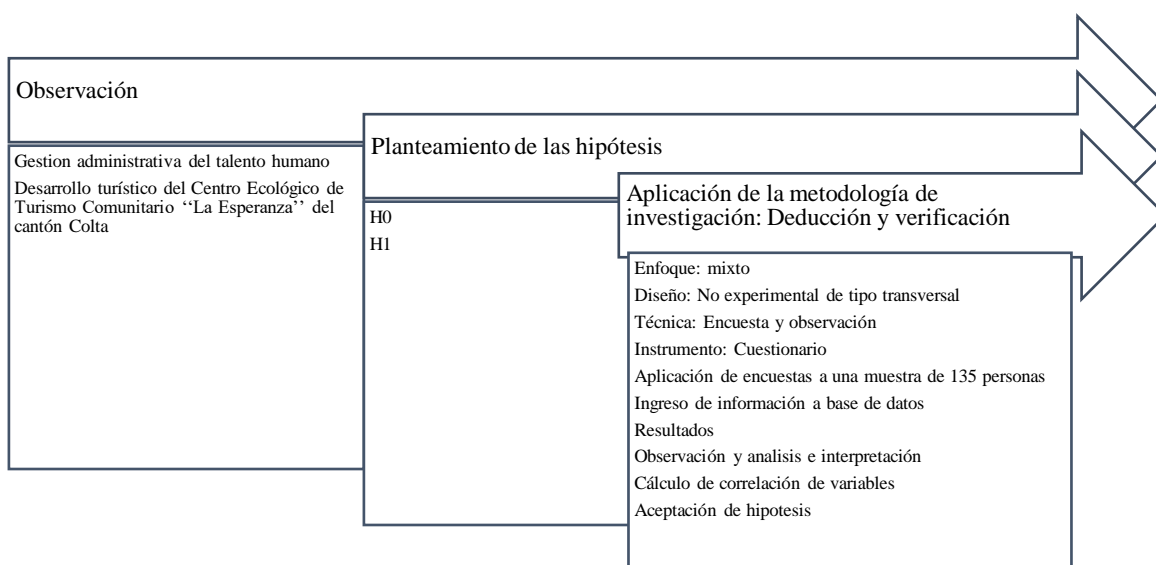 Observación
Gestion administrativa del talento humano
Desarrollo turístico del Centro Ecológico de
Turismo Comunitario ‘‘La Esperanza’’ del
cantón Colta
Planteamiento de las hipótesis
H0
H1
Aplicación de la metodología de
investigación: Deducción y verificación
Enfoque: mixto
Diseño: No experimental de tipo transversal
Técnica: Encuesta y observación
Instrumento: Cuestionario
Aplicación de encuestas a una muestra de 135 personas
Ingreso de información a base de datos
Resultados
Observación y analisis e interpretación
Cálculo de correlación de variables
Aceptación de hipotesis